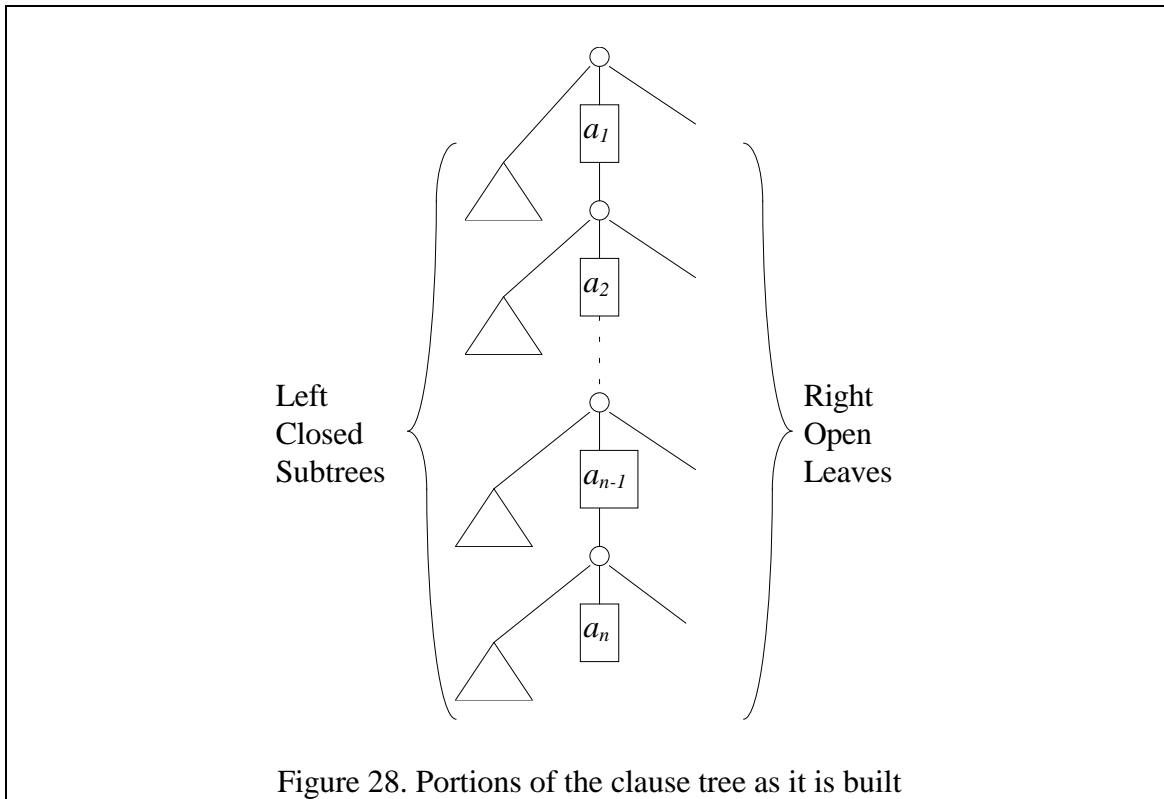 a1
a2
Left
Closed
Subtrees
Right
Open
Leaves
an-1
an
Figure 28. Portions of the clause tree as it is built